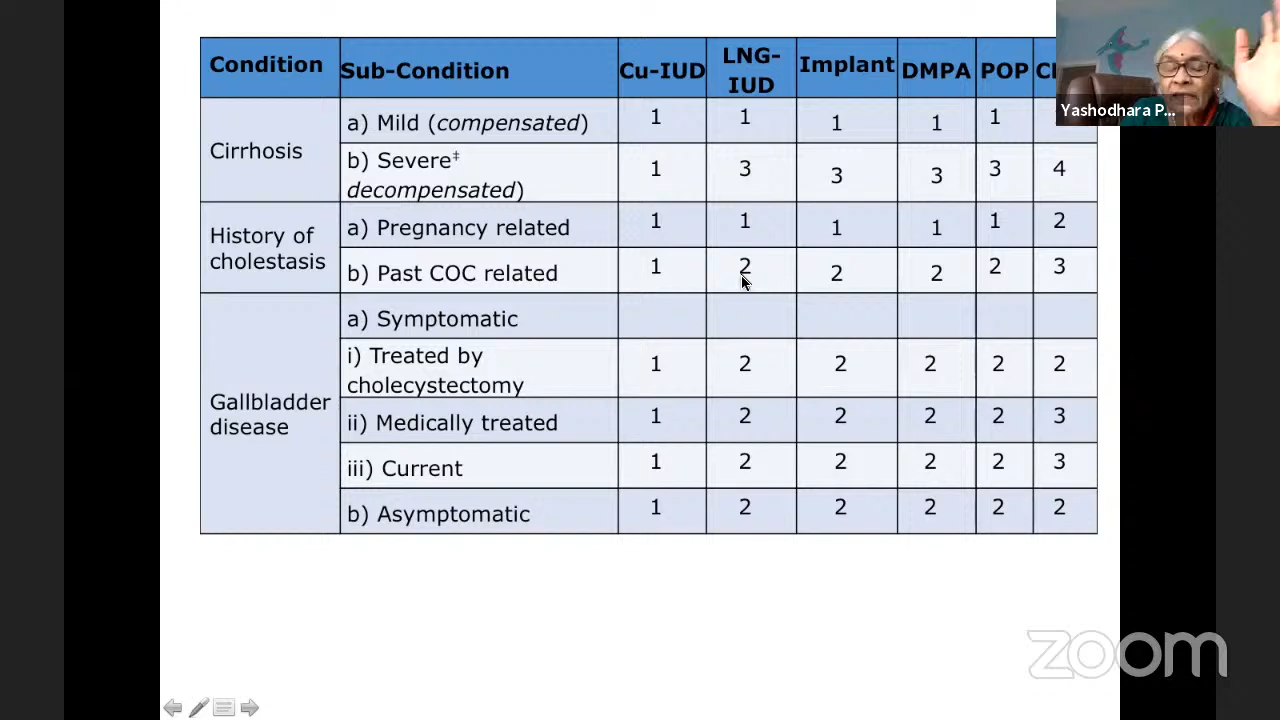 Condition Sub-Condition Cu-IUD LNG-IUD Implant DMPA POP
Yashodhara P...
Cirrhosis
a) Mild (compensated) 1 1 1 1 1
b) Severe‡ decompensated) 1 3 3 3 3 4
History of cholestasis
a) Pregnancy related 1 1 1 1 1 2
b) Past COC related 1 2 2 2 2 3
Gallbladder disease
a) Symptomatic
i) Treated by cholecystectomy 1 2 2 2 2 2
ii) Medically treated 1 2 2 2 2 3
iii) Current 1 2 2 2 2 3
b) Asymptomatic 1 2 2 2 2 2
zoom